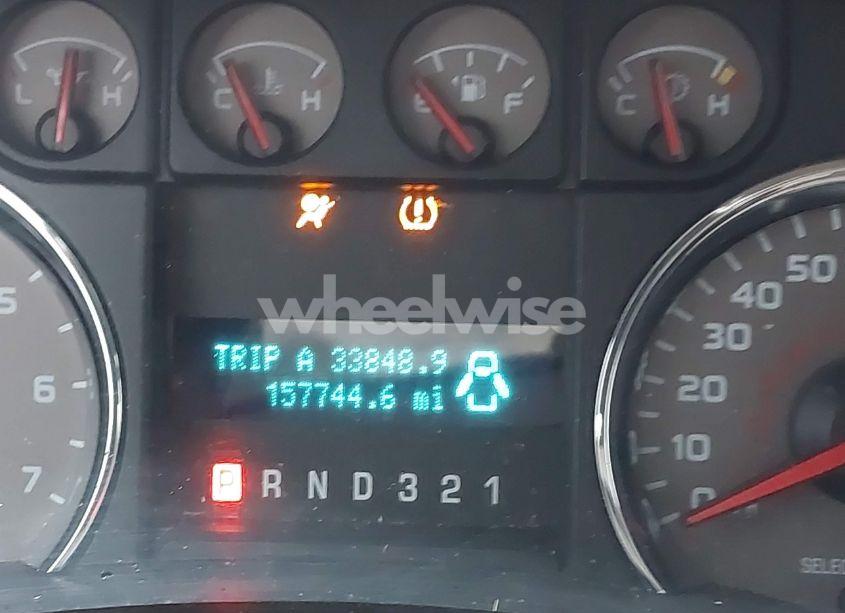 L H
C H
E F
C H
5
6
7
50
40
30
20
10
0
wheelwise
TRIP A 33848.9
157744.6 mi
P R N D 3 2 1
SELEC